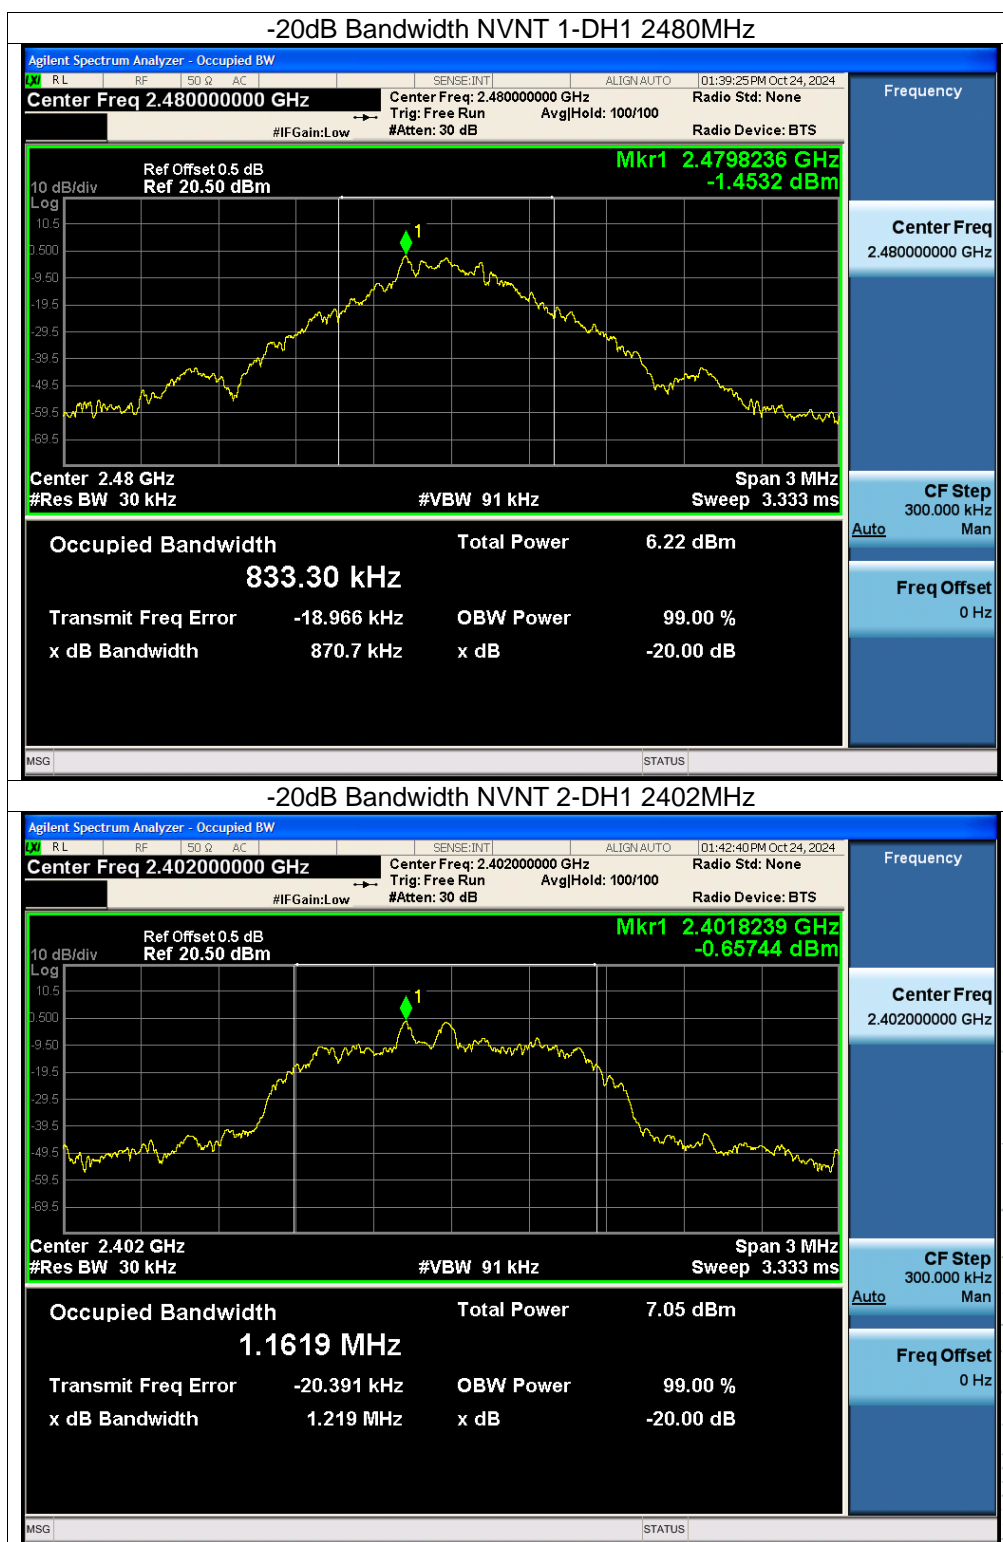 -20dB Bandwidth NVNT 1-DH1 2480MHz
Agilent Spectrum Analyzer - Occupied BW
LXI RL RF 50 Ω AC SENSE:INT ALIGN AUTO 01:39:25 PM Oct 24, 2024
Center Freq 2.480000000 GHz Center Freq: 2.480000000 GHz Radio Std: None
Trig: Free Run Avg|Hold: 100/100
#IFGain:Low #Atten: 30 dB Radio Device: BTS
Frequency
Mkr1 2.4798236 GHz
-1.4532 dBm
Ref Offset 0.5 dB
10 dB/div Ref 20.50 dBm
Log
10.5
0.500
-9.50
-19.5
-29.5
-39.5
-49.5
-59.5
-69.5
1
Center 2.48 GHz Span 3 MHz
#Res BW 30 kHz #VBW 91 kHz Sweep 3.333 ms
Center Freq
2.480000000 GHz
CF Step
300.000 kHz
Auto Man
Freq Offset
0 Hz
Occupied Bandwidth Total Power 6.22 dBm
833.30 kHz
Transmit Freq Error -18.966 kHz OBW Power 99.00 %
x dB Bandwidth 870.7 kHz x dB -20.00 dB
MSG STATUS
-20dB Bandwidth NVNT 2-DH1 2402MHz
Agilent Spectrum Analyzer - Occupied BW
LXI RL RF 50 Ω AC SENSE:INT ALIGN AUTO 01:42:40 PM Oct 24, 2024
Center Freq 2.402000000 GHz Center Freq: 2.402000000 GHz Radio Std: None
Trig: Free Run Avg|Hold: 100/100
#IFGain:Low #Atten: 30 dB Radio Device: BTS
Frequency
Mkr1 2.4018239 GHz
-0.65744 dBm
Ref Offset 0.5 dB
10 dB/div Ref 20.50 dBm
Log
10.5
0.500
-9.50
-19.5
-29.5
-39.5
-49.5
-59.5
-69.5
1
Center 2.402 GHz Span 3 MHz
#Res BW 30 kHz #VBW 91 kHz Sweep 3.333 ms
Center Freq
2.402000000 GHz
CF Step
300.000 kHz
Auto Man
Freq Offset
0 Hz
Occupied Bandwidth Total Power 7.05 dBm
1.1619 MHz
Transmit Freq Error -20.391 kHz OBW Power 99.00 %
x dB Bandwidth 1.219 MHz x dB -20.00 dB
MSG STATUS